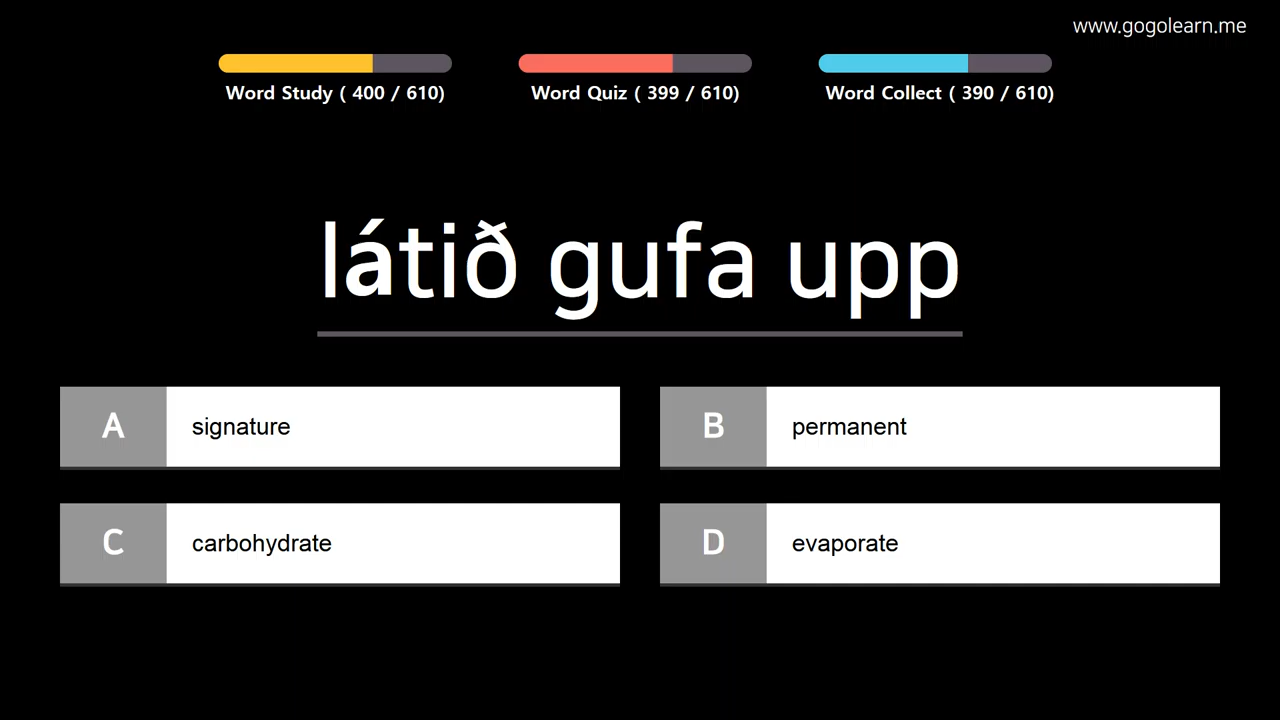 www.gogolearn.me
Word Study ( 400 / 610)
Word Quiz ( 399 / 610)
Word Collect ( 390 / 610)
látið gufa upp
A signature
B permanent
C carbohydrate
D evaporate